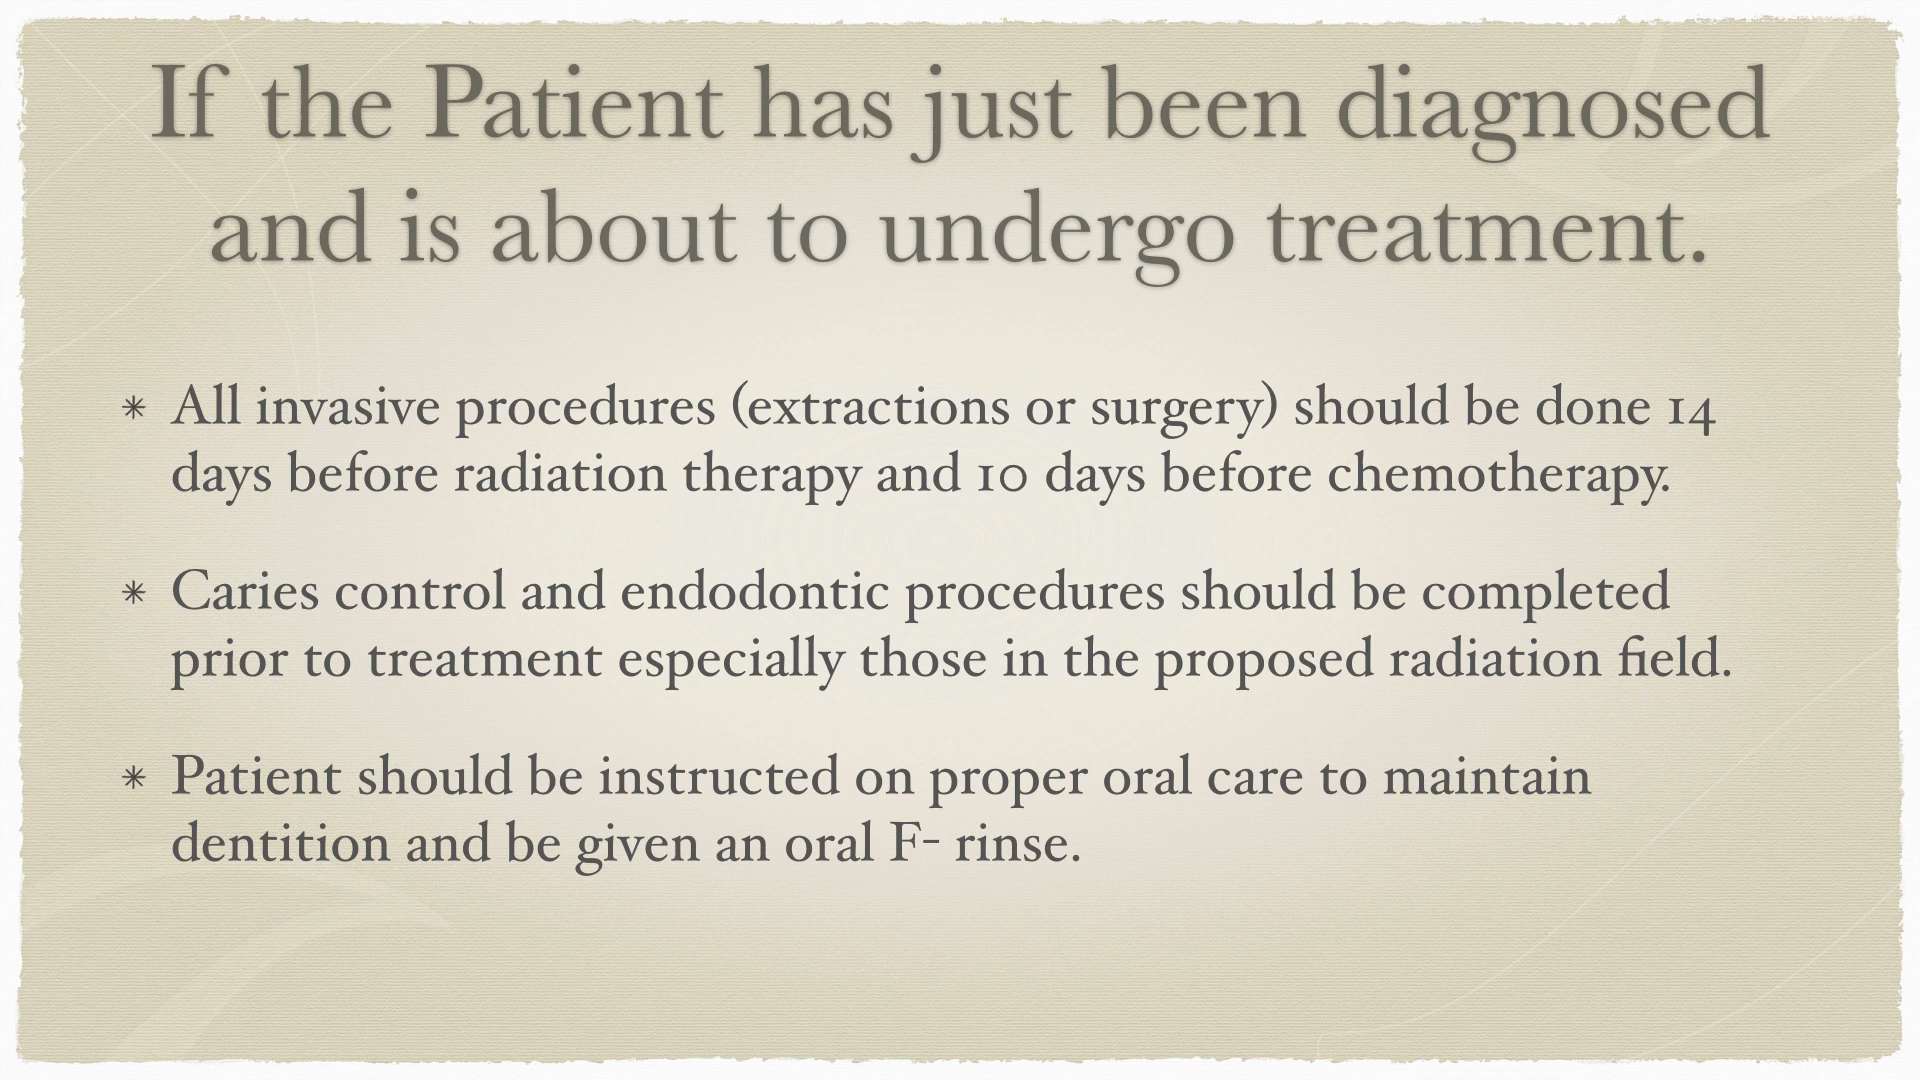 If the Patient has just been diagnosed
and is about to undergo treatment.
✴ All invasive procedures (extractions or surgery) should be done 14
days before radiation therapy and 10 days before chemotherapy.
✴ Caries control and endodontic procedures should be completed
prior to treatment especially those in the proposed radiation field.
✴ Patient should be instructed on proper oral care to maintain
dentition and be given an oral F- rinse.